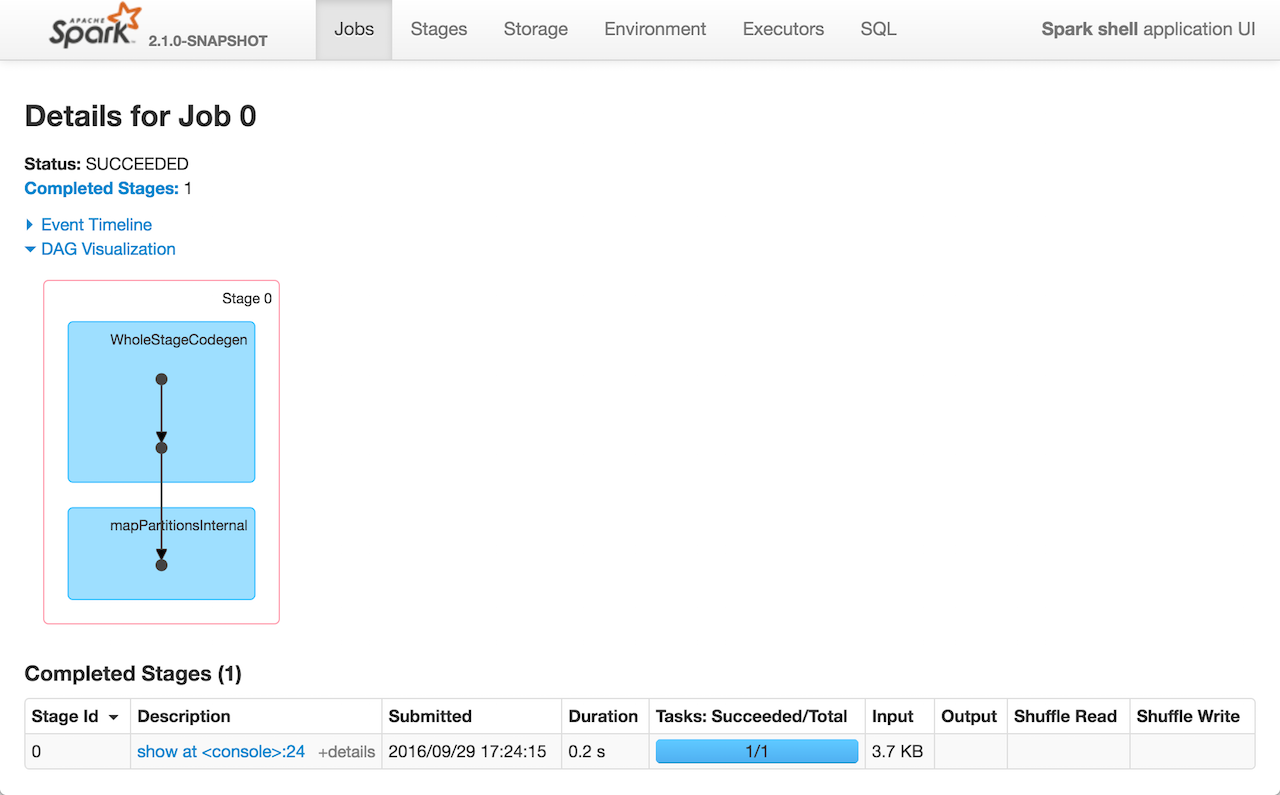 APACHE
Spark 2.1.0-SNAPSHOT Jobs Stages Storage Environment Executors SQL Spark shell application UI
Details for Job 0
Status: SUCCEEDED
Completed Stages: 1
Event Timeline
DAG Visualization
Stage 0
WholeStageCodegen
mapPartitionsInternal
Completed Stages (1)
Stage Id Description Submitted Duration Tasks: Succeeded/Total Input Output Shuffle Read Shuffle Write
0 show at <console>:24 +details 2016/09/29 17:24:15 0.2 s 1/1 3.7 KB